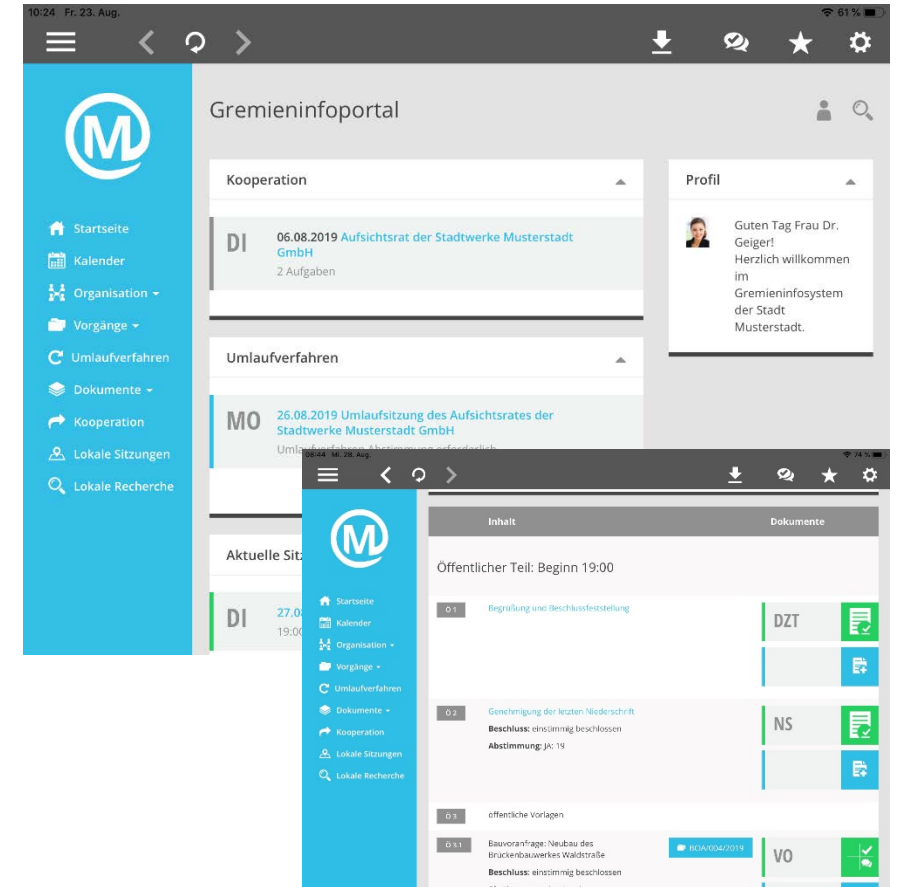 10:24 Fr. 23. Aug.
61 %
M
Gremieninfoportal
Startseite
Kalender
Organisation
Vorgänge
Umlaufverfahren
Dokumente
Kooperation
Lokale Sitzungen
Lokale Recherche
Kooperation
DI
06.08.2019 Aufsichtsrat der Stadtwerke Musterstadt
GmbH
2 Aufgaben
Profil
Guten Tag Frau Dr.
Geiger!
Herzlich willkommen
im
Gremieninfosystem
der Stadt
Musterstadt.
Umlaufverfahren
MO
26.08.2019 Umlaufsitzung des Aufsichtsrates der
Stadtwerke Musterstadt GmbH
Umlaufverfahren Abstimmung erforderlich
Aktuelle
DI
08:44 Mi. 28. Aug.
74 %
M
Startseite
Kalender
Organisation
Vorgänge
Umlaufverfahren
Dokumente
Kooperation
Lokale Sitzungen
Lokale Recherche
Inhalt
Dokumente
Öffentlicher Teil: Beginn 19:00
Ö 1
Begrüßung und Beschlussfeststellung
DZT
Ö 2
Genehmigung der letzten Niederschrift
Beschluss: einstimmig beschlossen
Abstimmung: JA: 19
NS
Ö 3
öffentliche Vorlagen
Ö 3.1
Bauvoranfrage: Neubau des
Brückenbauwerkes Waldstraße
Beschluss: einstimmig beschlossen
BDA/004/2019
VO